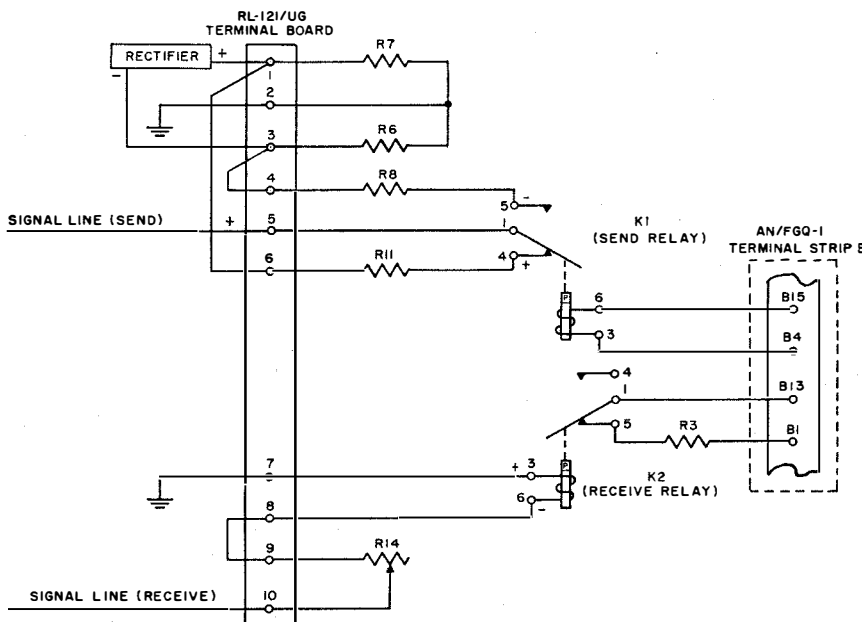 RL-121/UG
TERMINAL BOARD
RECTIFIER
+
-
1
R7
2
3
R6
4
R8
5
-
SIGNAL LINE (SEND)
+
5
1
K1
(SEND RELAY)
AN/FGQ-1
TERMINAL STRIP B
6
R11
4
+
P
6
B15
3
B4
4
1
B13
5
R3
B1
7
+
3
P
K2
(RECEIVE RELAY)
8
6
-
9
R14
SIGNAL LINE (RECEIVE)
10